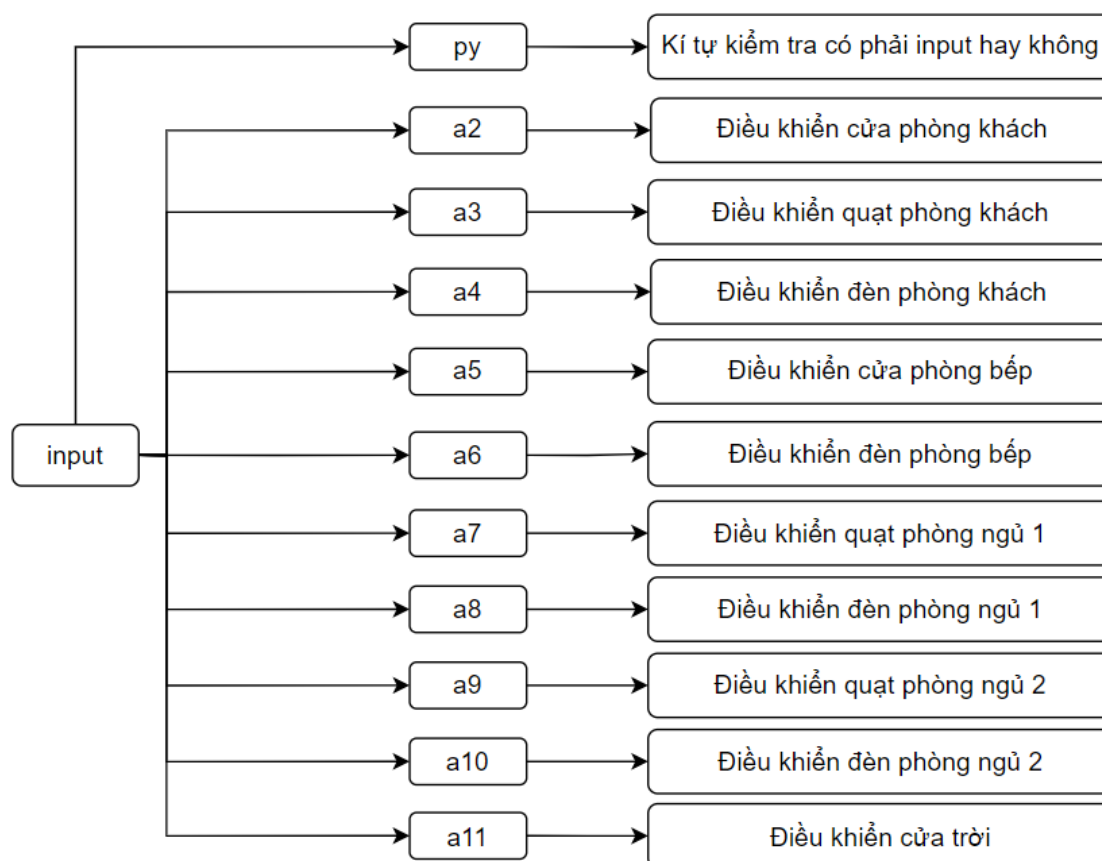 py
Kí tự kiểm tra có phải input hay không
a2
Điều khiển cửa phòng khách
a3
Điều khiển quạt phòng khách
a4
Điều khiển đèn phòng khách
a5
Điều khiển cửa phòng bếp
input
a6
Điều khiển đèn phòng bếp
a7
Điều khiển quạt phòng ngủ 1
a8
Điều khiển đèn phòng ngủ 1
a9
Điều khiển quạt phòng ngủ 2
a10
Điều khiển đèn phòng ngủ 2
a11
Điều khiển cửa trời